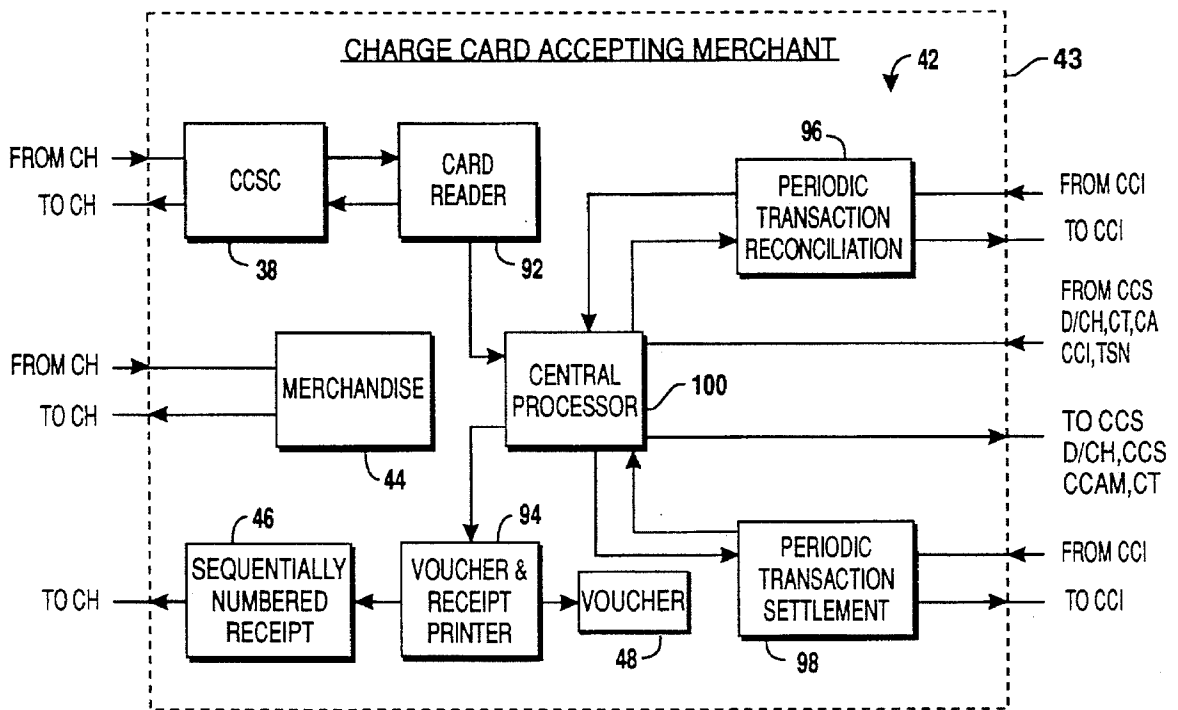 CHARGE CARD ACCEPTING MERCHANT
42
43
FROM CH
TO CH
CCSC
38
CARD
READER
92
96
PERIODIC
TRANSACTION
RECONCILIATION
FROM CCI
TO CCI
FROM CCS
D/CH,CT,CA
CCI,TSN
FROM CH
TO CH
MERCHANDISE
44
CENTRAL
PROCESSOR
100
TO CCS
D/CH,CCS
CCAM,CT
46
SEQUENTIALLY
NUMBERED
RECEIPT
TO CH
94
VOUCHER &
RECEIPT
PRINTER
VOUCHER
48
PERIODIC
TRANSACTION
SETTLEMENT
98
FROM CCI
TO CCI